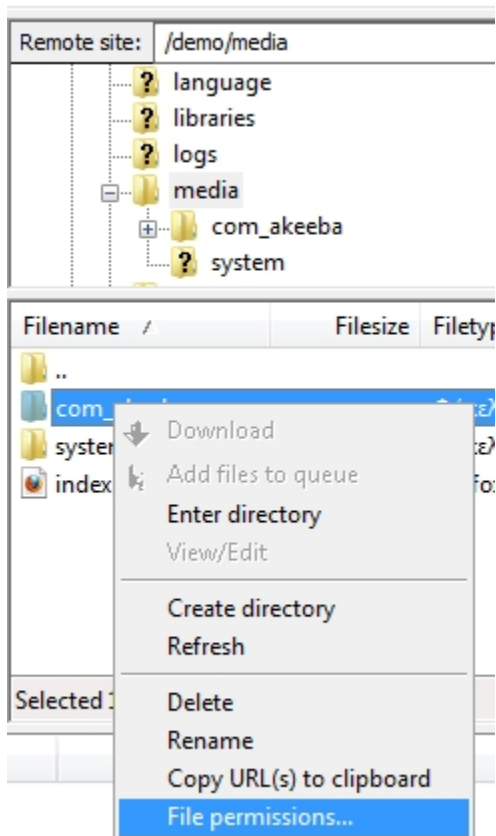 Remote site: /demo/media
? language
? libraries
? logs
media
com_akeeba
? system
Filename Filesize
..
Download
Add files to queue
index
Enter directory
View/Edit
Create directory
Refresh
Selected
Delete
Rename
Copy URL(s) to clipboard
File permissions...